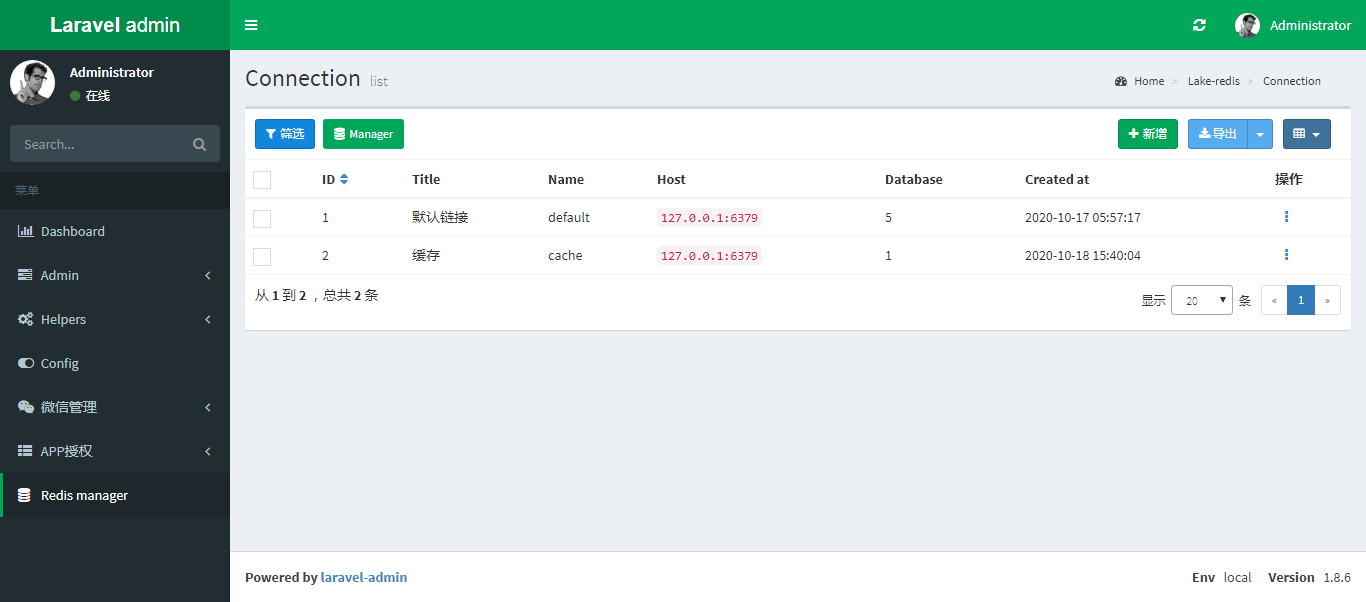 Laravel admin
Administrator
Administrator
在线
Search...
菜单
Dashboard
Admin
Helpers
Config
微信管理
APP授权
Redis manager
Connection list
Home > Lake-redis > Connection
筛选 Manager 新增 导出
ID Title Name Host Database Created at 操作
1 默认链接 default 127.0.0.1:6379 5 2020-10-17 05:57:17
2 缓存 cache 127.0.0.1:6379 1 2020-10-18 15:40:04
从 1 到 2 ，总共 2 条
显示 20 条 « 1 »
Powered by laravel-admin
Env local Version 1.8.6